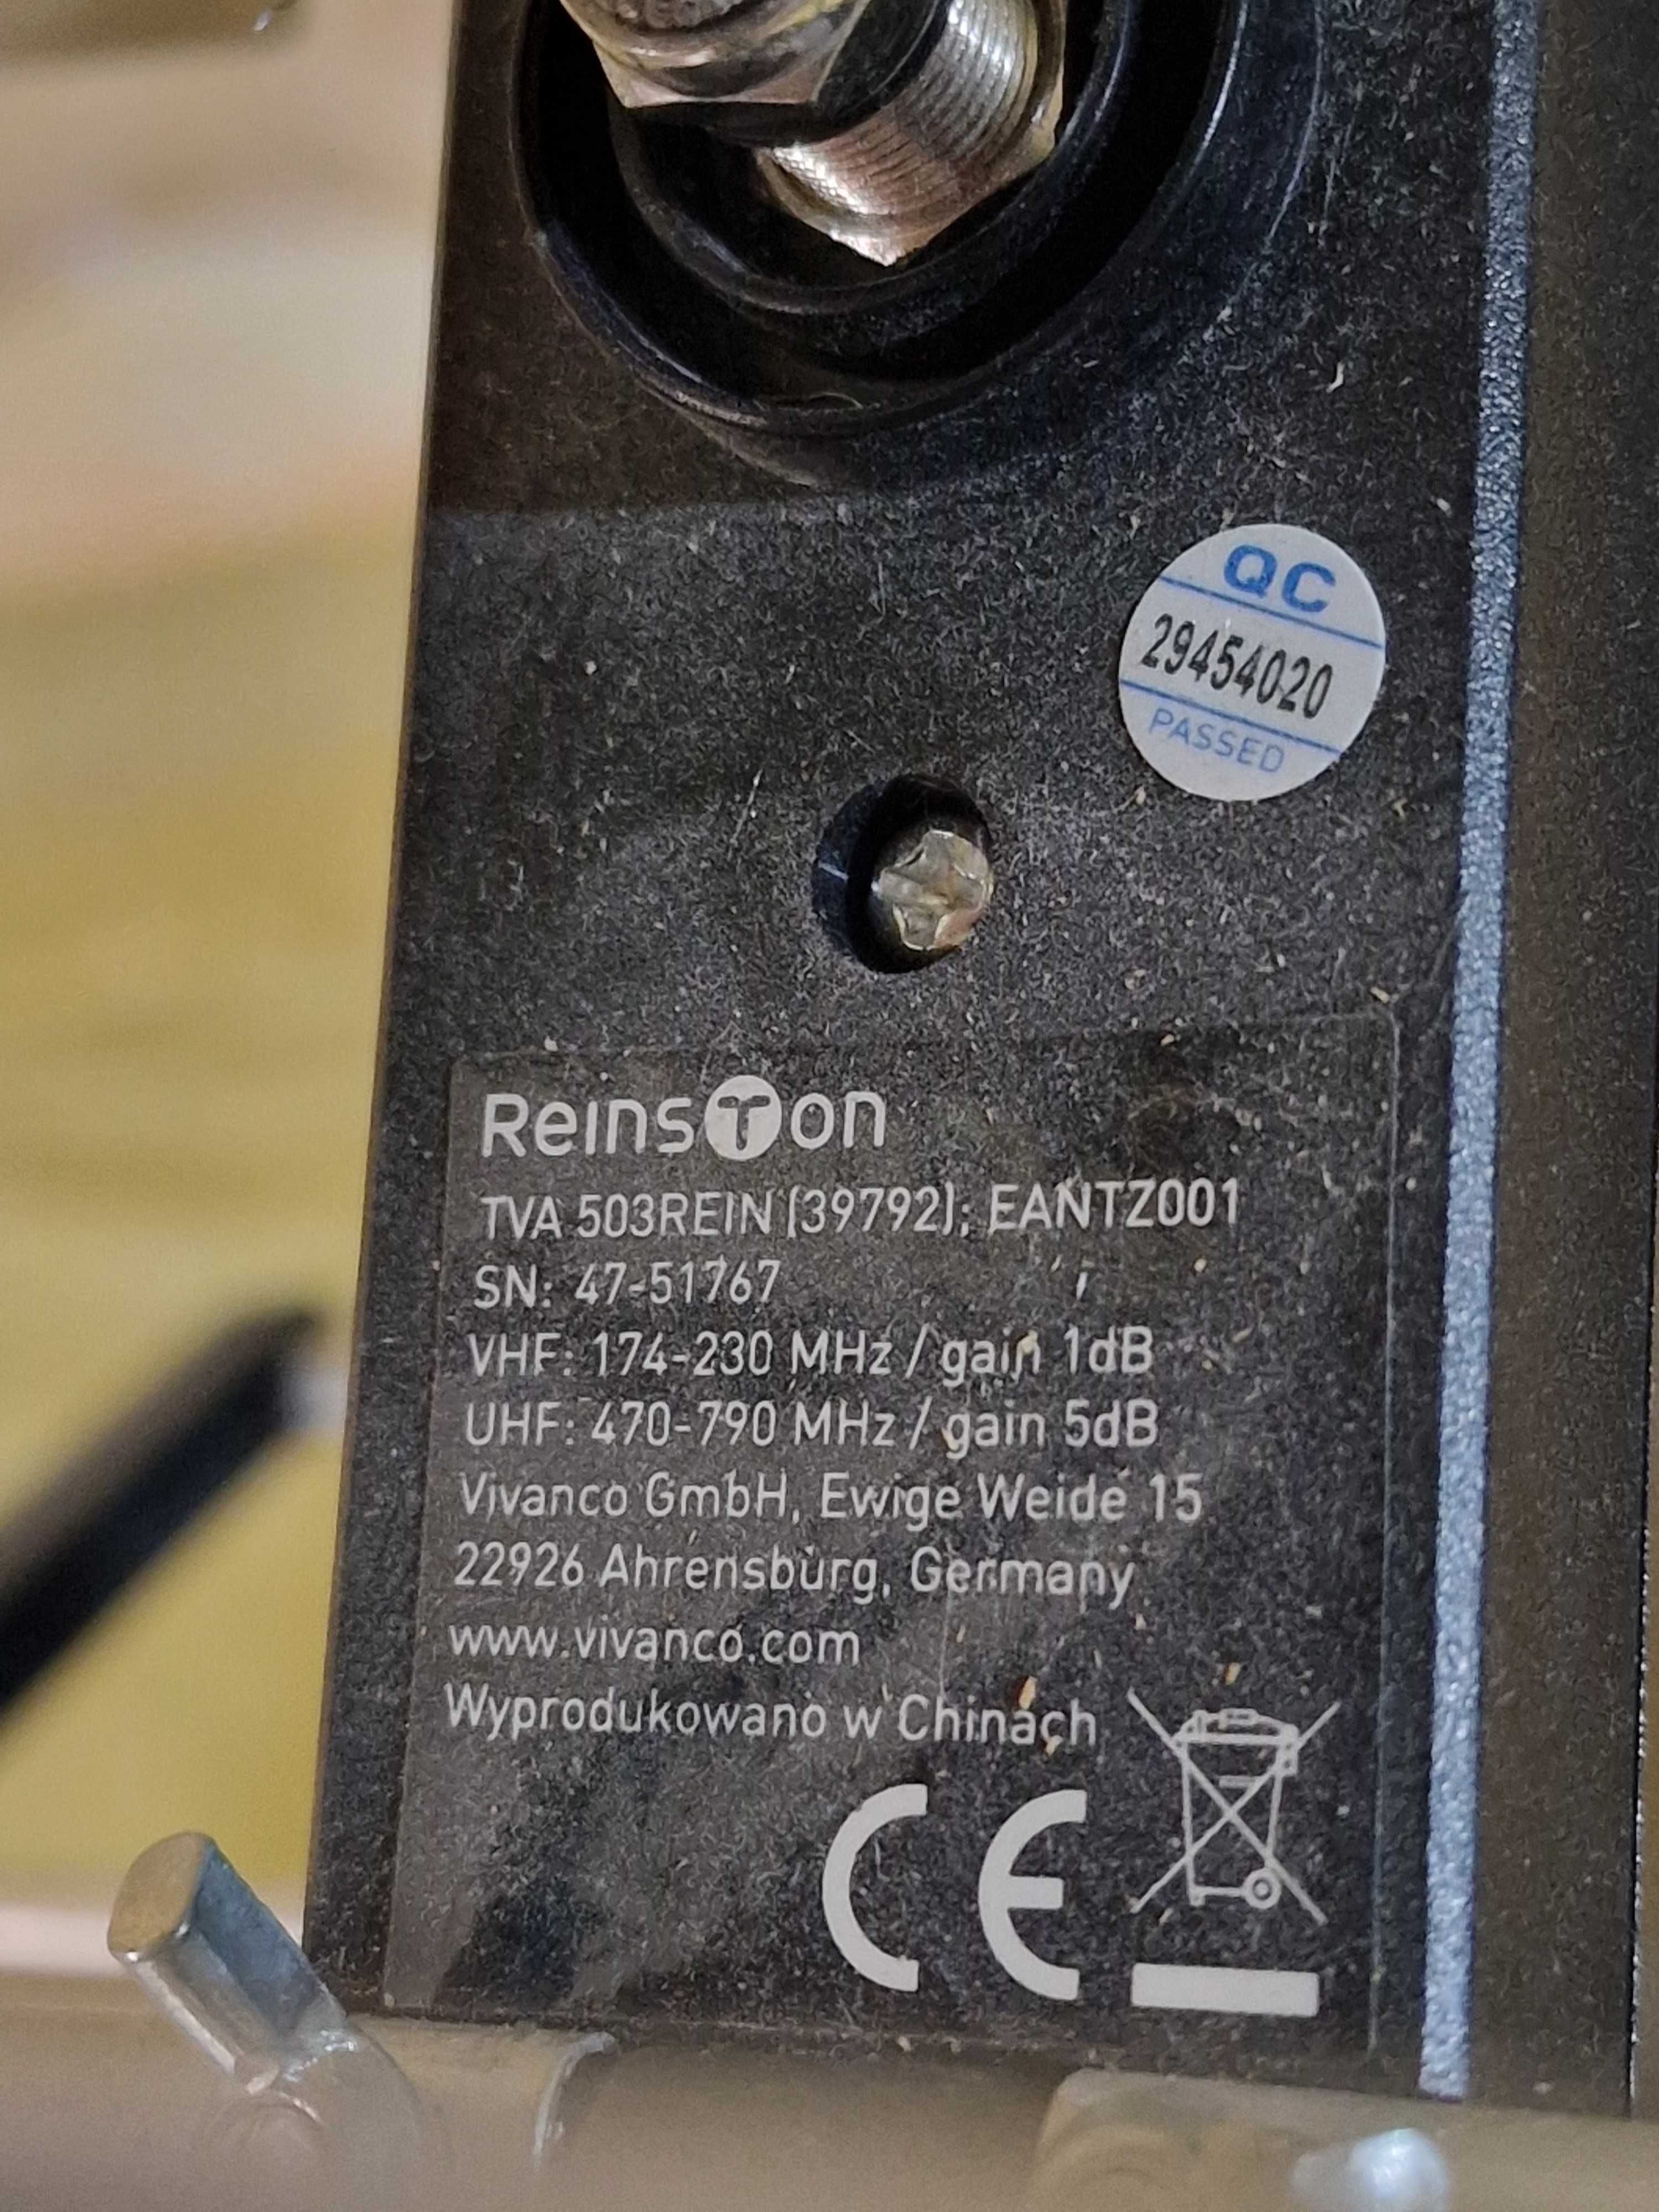 QC
29454020
PASSED
Reinston
TVA 503REIN (39792); EANTZ001
SN: 47-51767
VHF: 174-230 MHz / gain 1dB
UHF: 470-790 MHz / gain 5dB
Vivanco GmbH, Ewige Weide 15
22926 Ahrensburg, Germany
www.vivanco.com
Wyprodukowano w Chinach
CE